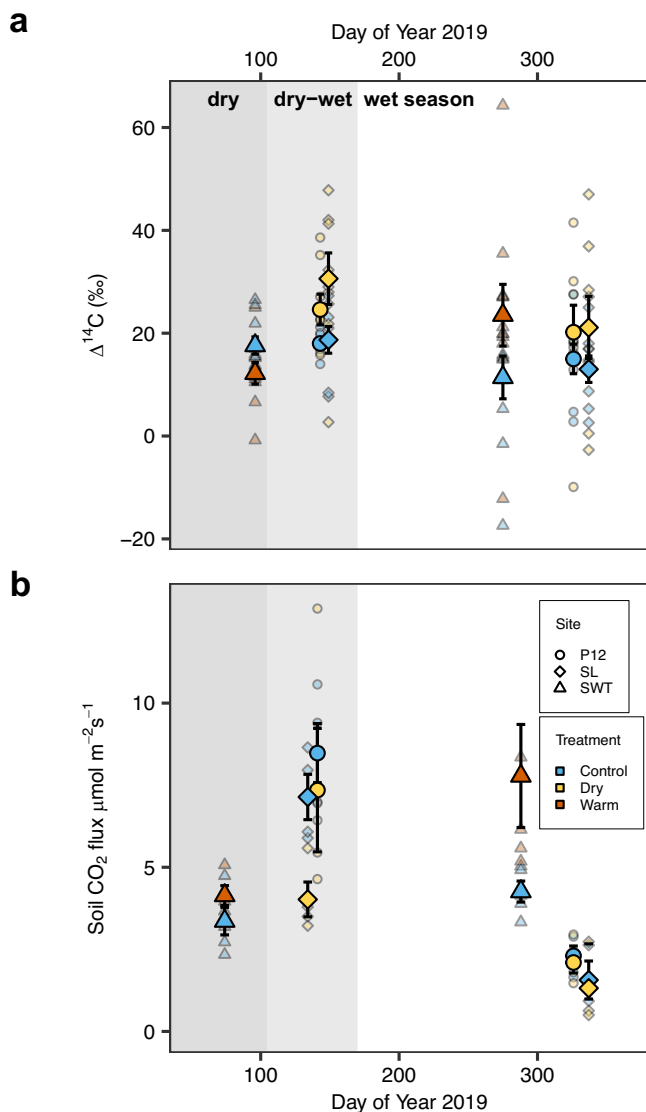 a
Day of Year 2019
100 200 300
dry dry−wet wet season
60
40
20
0
−20
Δ¹⁴C (‰)
b
10
5
0
Soil CO₂ flux μmol m⁻²s⁻¹
Site
P12
SL
SWT
Treatment
Control
Dry
Warm
100 200 300
Day of Year 2019